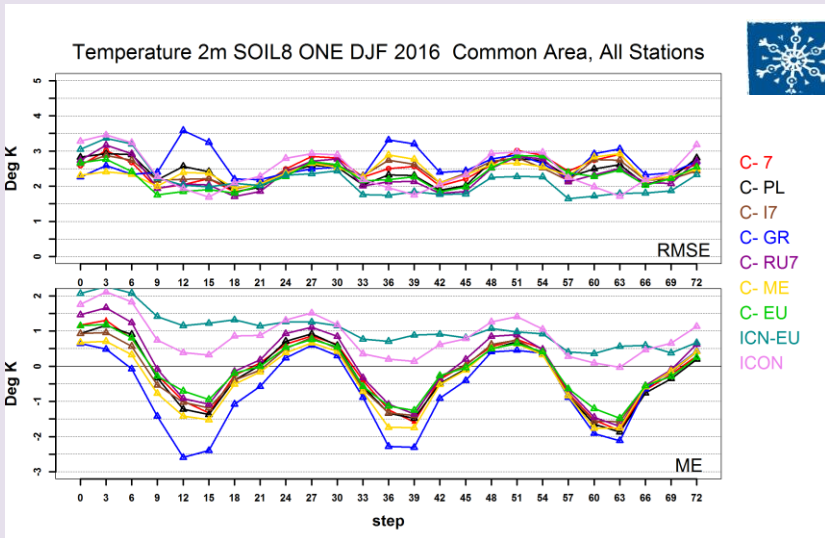 Temperature 2m SOIL8 ONE DJF 2016 Common Area, All Stations
Deg K
5
4
3
2
1
0
RMSE
0 3 6 9 12 15 18 21 24 27 30 33 36 39 42 45 48 51 54 57 60 63 66 69 72
Deg K
2
1
0
-1
-2
-3
ME
0 3 6 9 12 15 18 21 24 27 30 33 36 39 42 45 48 51 54 57 60 63 66 69 72
step
C- 7
C- PL
C- I7
C- GR
C- RU7
C- ME
C- EU
ICN-EU
ICON